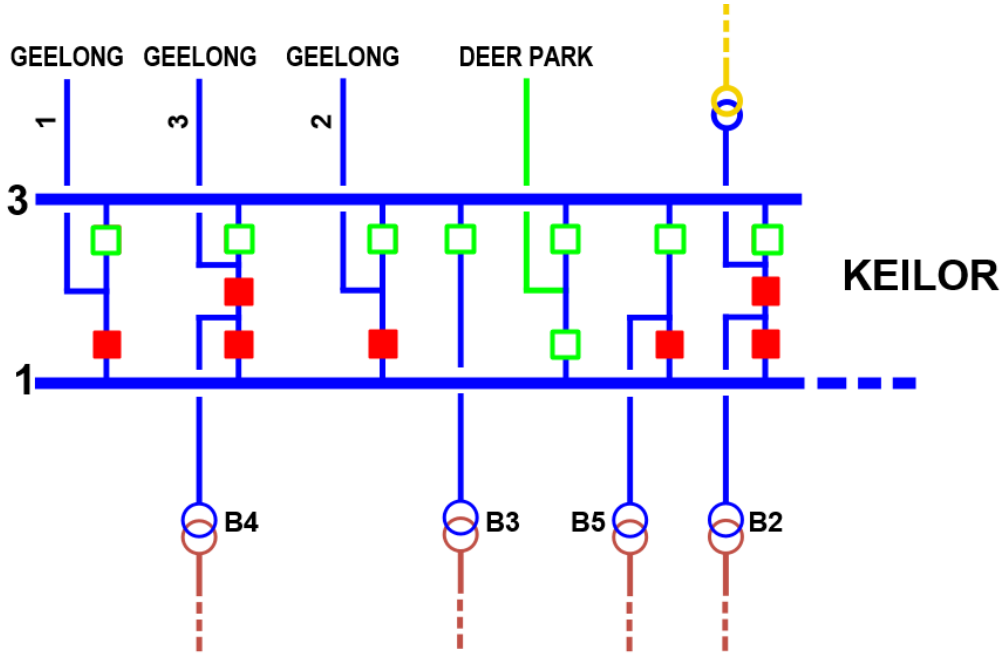 GEELONG GEELONG GEELONG DEER PARK
1 3 2
3
KEILOR
1
B4 B3 B5 B2